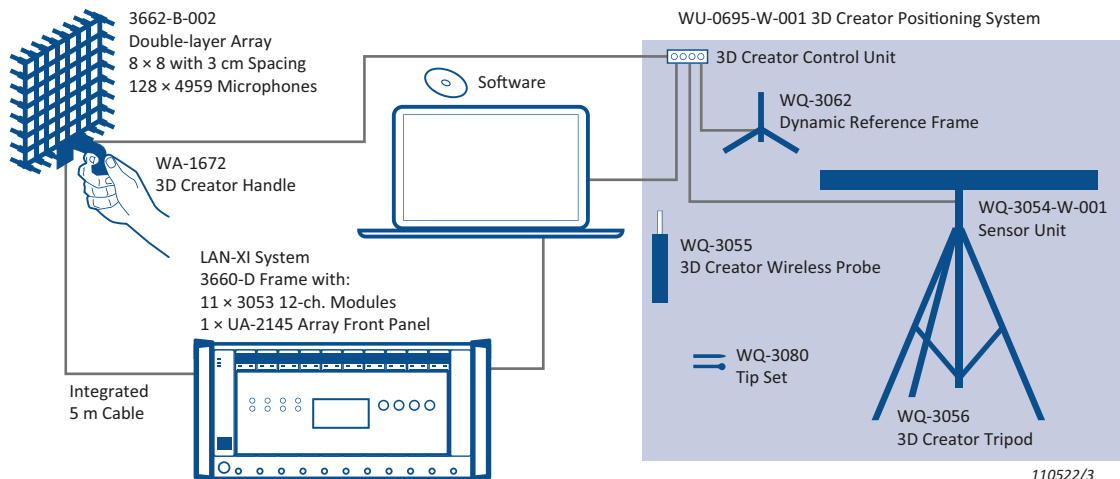 3662-B-002
Double-layer Array
8 × 8 with 3 cm Spacing
128 × 4959 Microphones
WA-1672
3D Creator Handle
Software
LAN-XI System
3660-D Frame with:
11 × 3053 12-ch. Modules
1 × UA-2145 Array Front Panel
Integrated
5 m Cable
WU-0695-W-001 3D Creator Positioning System
3D Creator Control Unit
WQ-3062
Dynamic Reference Frame
WQ-3054-W-001
Sensor Unit
WQ-3055
3D Creator Wireless Probe
WQ-3080
Tip Set
WQ-3056
3D Creator Tripod
110522/3